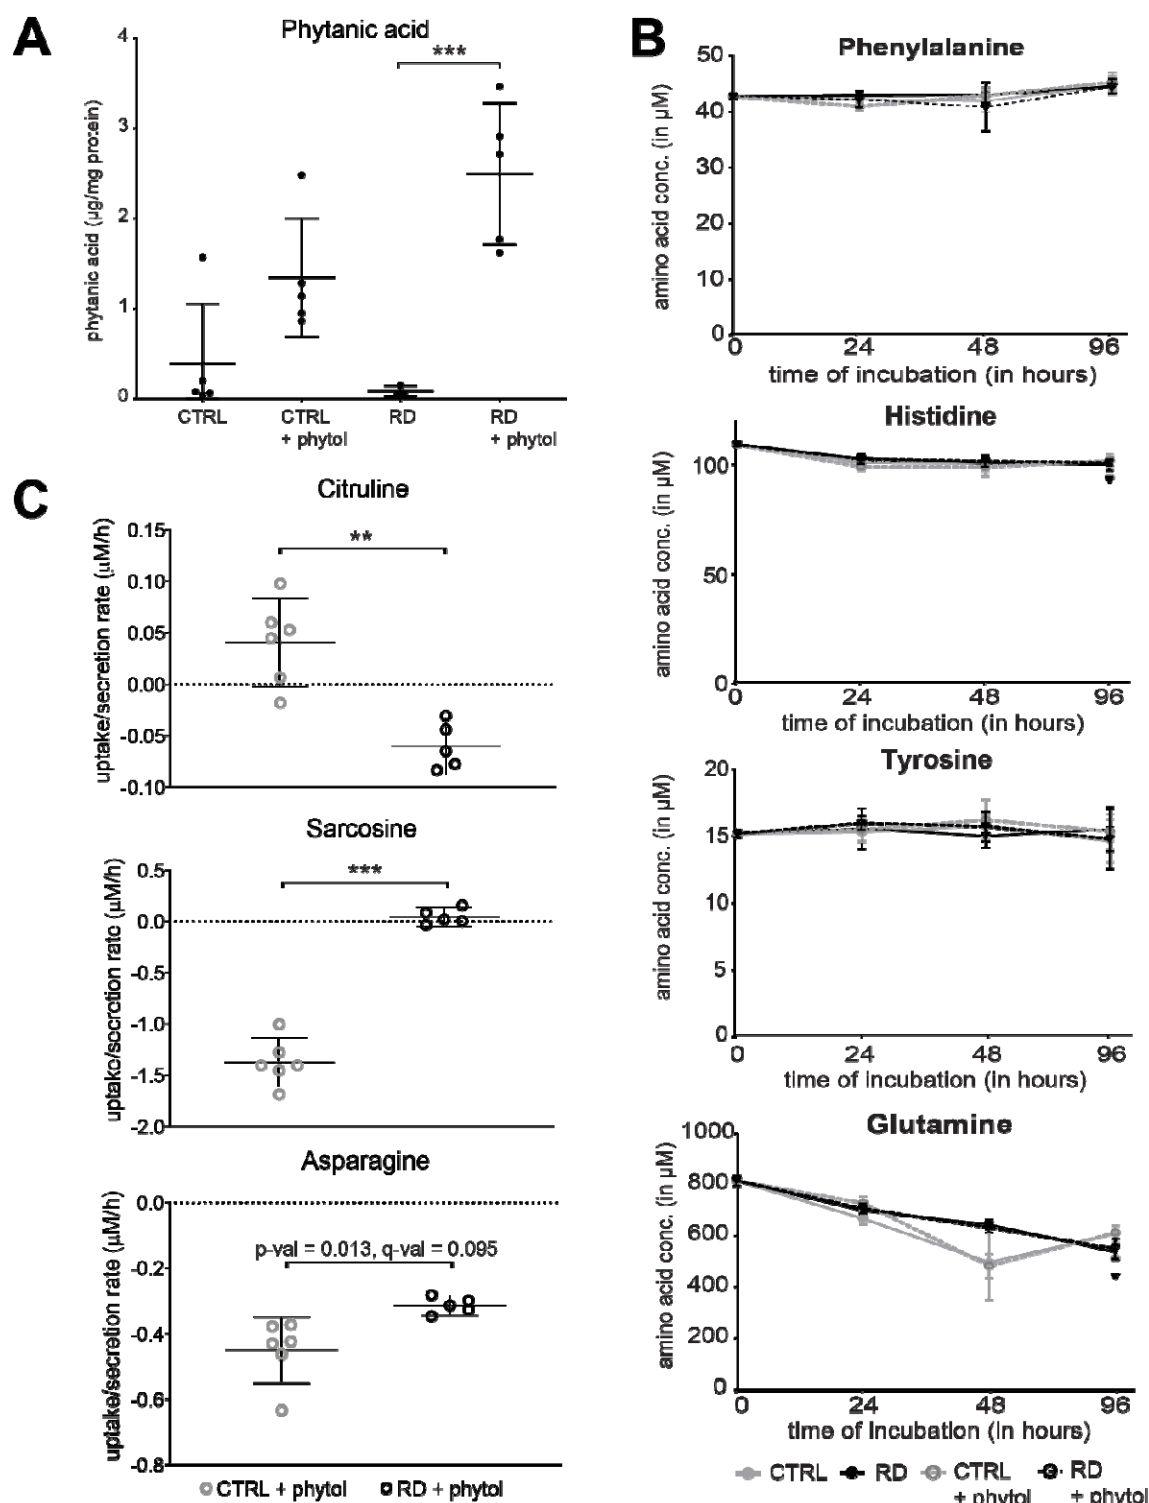 A
Phytanic acid
phytanic acid (µg/mg protein)
4
3
2
1
0
***
CTRL
CTRL
+ phytol
RD
RD
+ phytol
B
Phenylalanine
amino acid conc. (in µM)
50
40
30
20
10
0
0 24 48 96
time of incubation (in hours)
Histidine
amino acid conc. (in µM)
100
50
0
0 24 48 96
time of incubation (in hours)
Tyrosine
amino acid conc. (in µM)
20
15
10
5
0
0 24 48 96
time of incubation (in hours)
Glutamine
amino acid conc. (in µM)
1000
800
600
400
200
0
0 24 48 96
time of incubation (in hours)
CTRL RD CTRL RD
+ phytol + phytol
C
Citruline
uptake/secretion rate (µM/h)
0.15
0.10
0.05
0.00
-0.05
-0.10
**
Sarcosine
uptake/secretion rate (µM/h)
0.5
0.0
-0.5
-1.0
-1.5
-2.0
***
Asparagine
uptake/secretion rate (µM/h)
0.0
-0.2
-0.4
-0.6
-0.8
p-val = 0.013, q-val = 0.095
CTRL + phytol RD + phytol